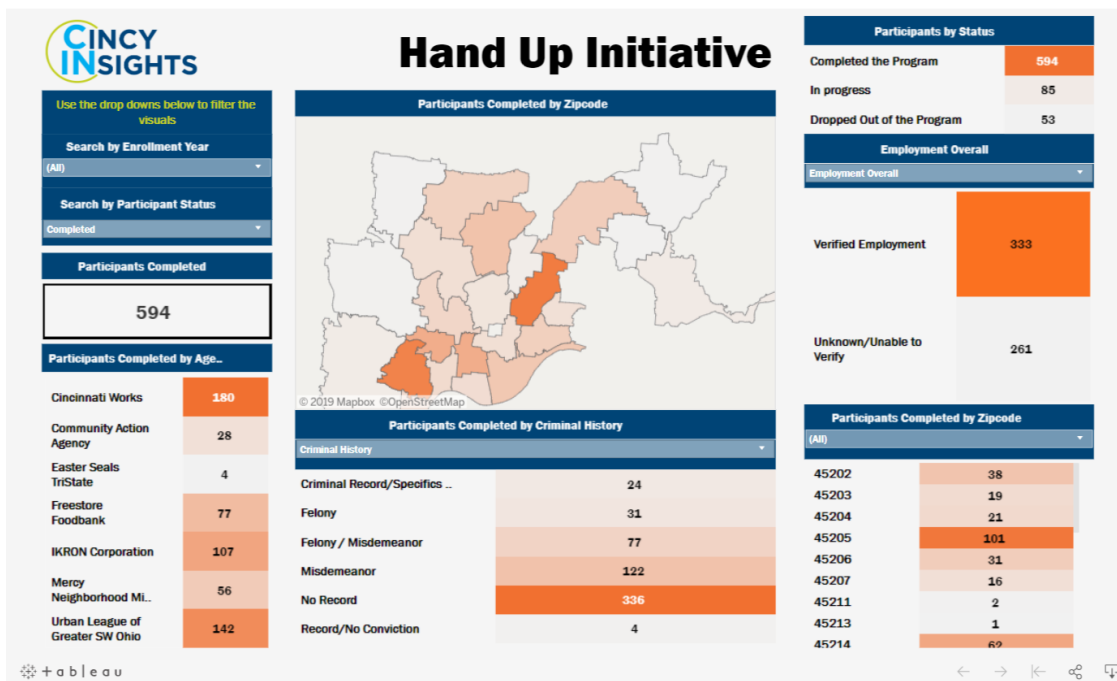 CINCY
INSIGHTS
Hand Up Initiative
Use the drop downs below to filter the
visuals
Search by Enrollment Year
(All)
Search by Participant Status
Completed
Participants Completed
594
Participants Completed by Age..
Cincinnati Works 180
Community Action
Agency 28
Easter Seals
TriState 4
Freestore
Foodbank 77
IKRON Corporation 107
Mercy
Neighborhood Mi.. 56
Urban League of
Greater SW Ohio 142
Participants Completed by Zipcode
© 2019 Mapbox ©OpenStreetMap
Participants Completed by Criminal History
Criminal History
Criminal Record/Specifics .. 24
Felony 31
Felony / Misdemeanor 77
Misdemeanor 122
No Record 336
Record/No Conviction 4
Participants by Status
Completed the Program 594
In progress 85
Dropped Out of the Program 53
Employment Overall
Employment Overall
Verified Employment 333
Unknown/Unable to
Verify 261
Participants Completed by Zipcode
(All)
45202 38
45203 19
45204 21
45205 101
45206 31
45207 16
45211 2
45213 1
45214 62
+ableau